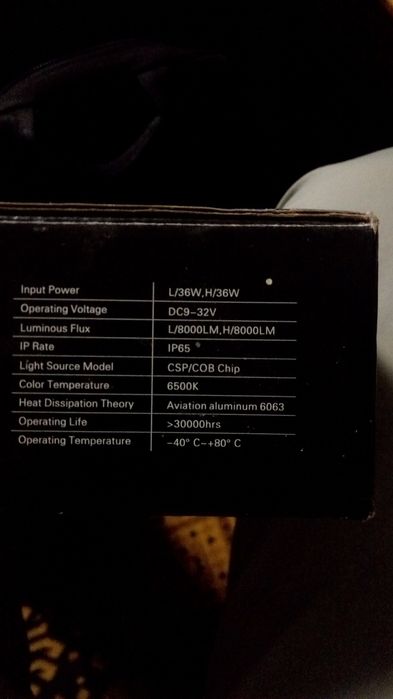 Input Power L/36W,H/36W
Operating Voltage DC9-32V
Luminous Flux L/8000LM,H/8000LM
IP Rate IP65
Light Source Model CSP/COB Chip
Color Temperature 6500K
Heat Dissipation Theory Aviation aluminum 6063
Operating Life >30000hrs
Operating Temperature -40° C~+80° C